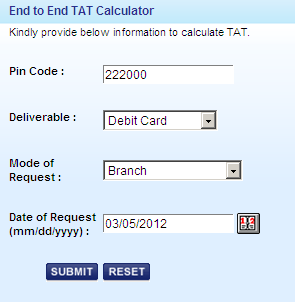 End to End TAT Calculator
Kindly provide below information to calculate TAT.
Pin Code : 222000
Deliverable : Debit Card
Mode of
Request : Branch
Date of Request
(mm/dd/yyyy) : 03/05/2012
SUBMIT RESET